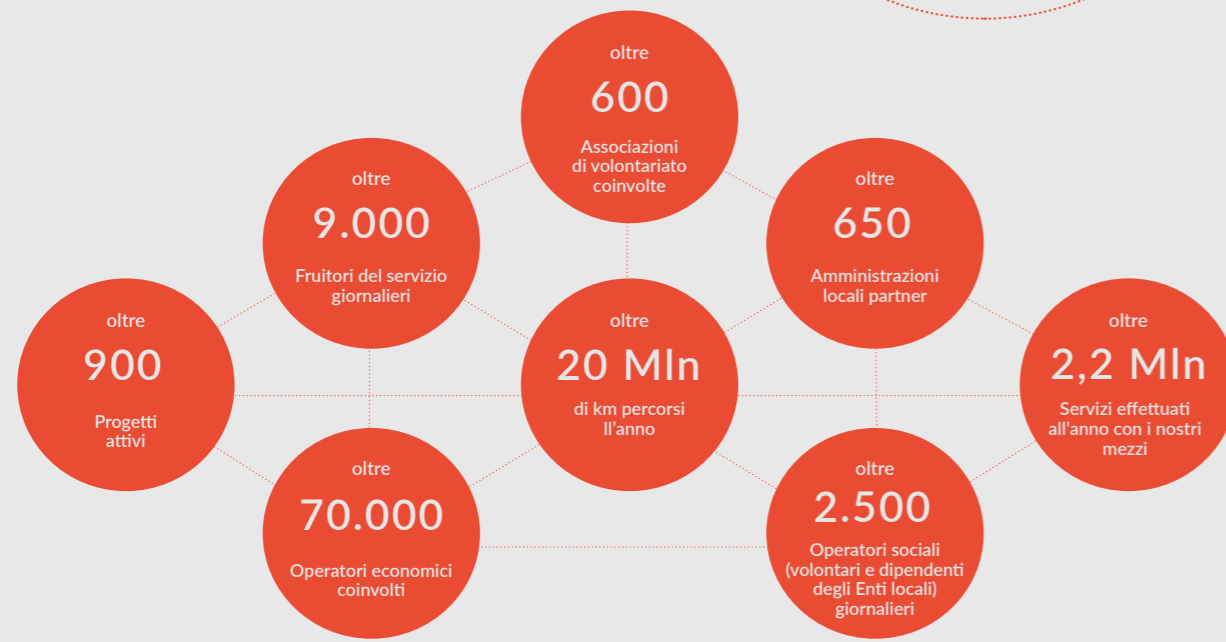 oltre
600
Associazioni
di volontariato
coinvolte
oltre
9.000
Fruitori del servizio
giornalieri
oltre
650
Amministrazioni
locali partner
oltre
900
Progetti
attivi
oltre
20 Mln
di km percorsi
ll'anno
oltre
2,2 Mln
Servizi effettuati
all'anno con i nostri
mezzi
oltre
70.000
Operatori economici
coinvolti
oltre
2.500
Operatori sociali
(volontari e dipendenti
degli Enti locali)
giornalieri